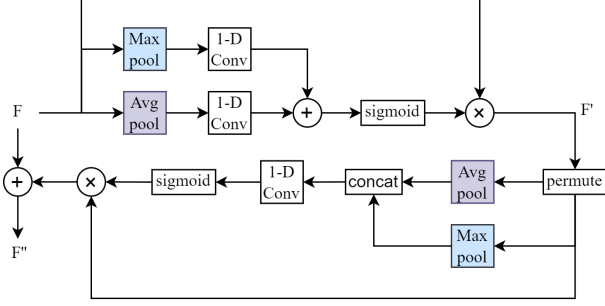 Max
pool
1-D
Conv
F
Avg
pool
1-D
Conv
+
sigmoid
×
F'
+
×
sigmoid
1-D
Conv
concat
Avg
pool
permute
Max
pool
F"